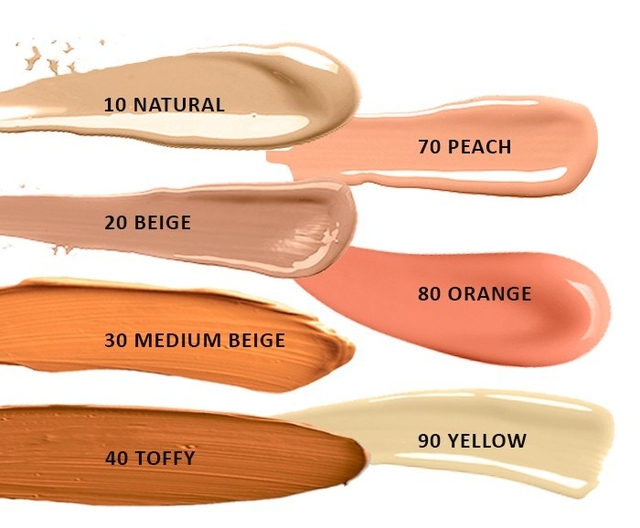 10 NATURAL
70 PEACH
20 BEIGE
80 ORANGE
30 MEDIUM BEIGE
90 YELLOW
40 TOFFY